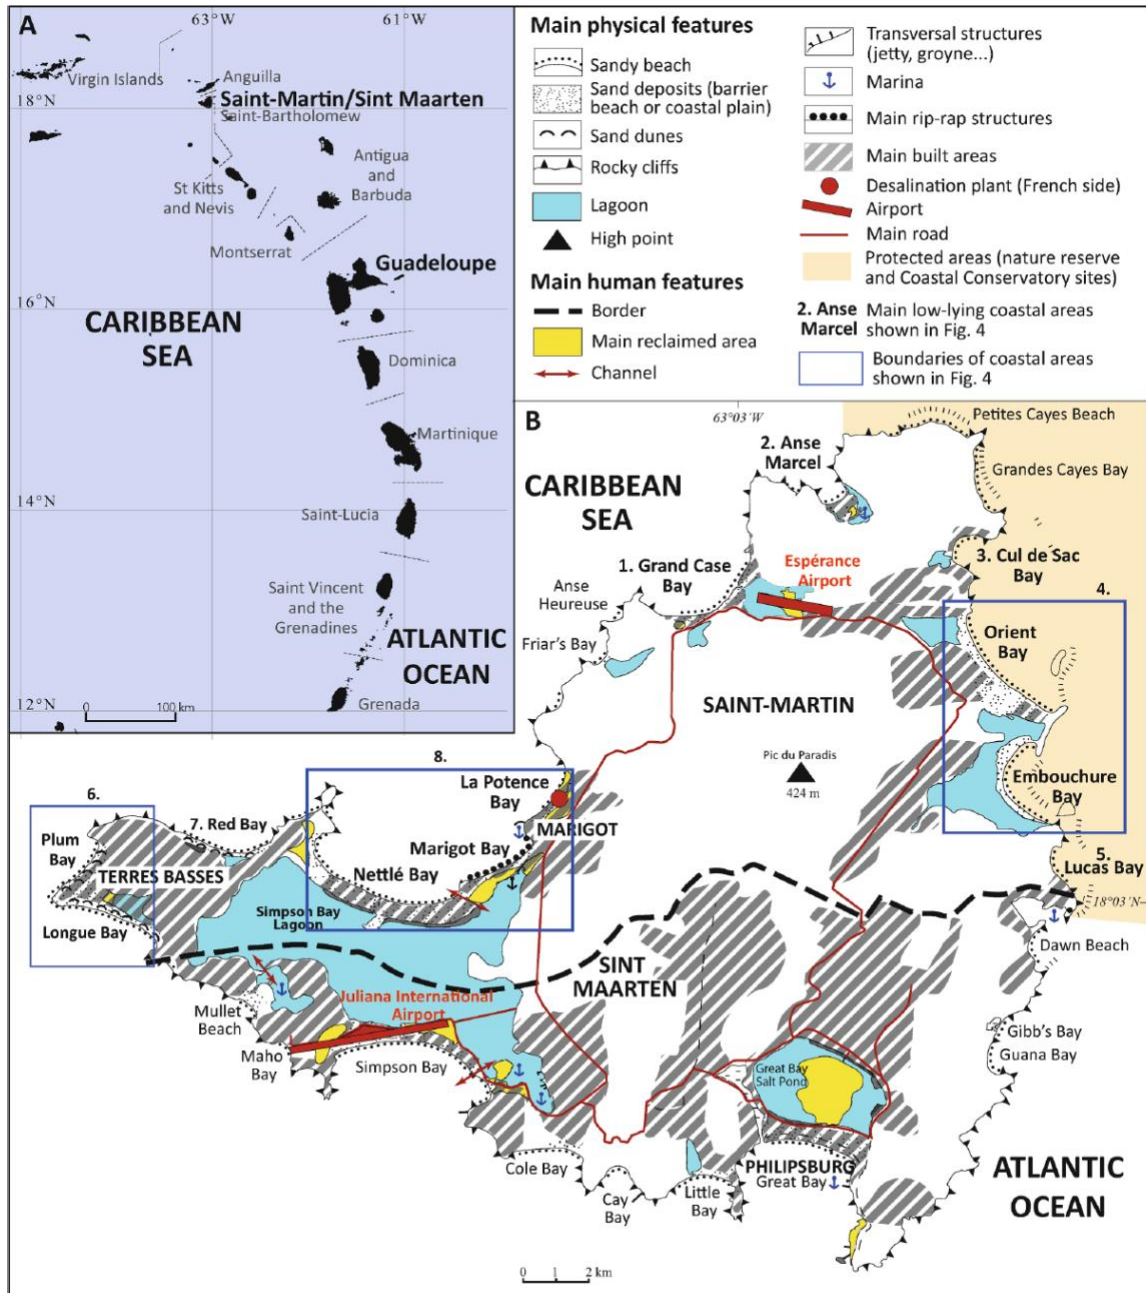 A
63°W
61°W
Virgin Islands
Anguilla
18°N
Saint-Martin/Sint Maarten
Saint-Bartholomew
Antigua
and
Barbuda
St Kitts
and Nevis
Montserrat
Guadeloupe
16°N
CARIBBEAN
SEA
Dominica
Martinique
14°N
Saint-Lucia
Saint Vincent
and the
Grenadines
ATLANTIC
OCEAN
12°N
Grenada
0
100 km
Main physical features
Sandy beach
Sand deposits (barrier
beach or coastal plain)
Sand dunes
Rocky cliffs
Lagoon
High point
Main human features
Border
Main reclaimed area
Channel
Transversal structures
(jetty, groyne...)
Marina
Main rip-rap structures
Main built areas
Desalination plant (French side)
Airport
Main road
Protected areas (nature reserve
and Coastal Conservatory sites)
2. Anse
Marcel
Main low-lying coastal areas
shown in Fig. 4
Boundaries of coastal areas
shown in Fig. 4
B
63°03'W
Petites Cayes Beach
2. Anse
Marcel
Grandes Cayes Bay
CARIBBEAN
SEA
3. Cul de Sac
Bay
1. Grand Case
Bay
Espérance
Airport
Anse
Heureuse
4.
Friar's Bay
Orient
Bay
SAINT-MARTIN
Pic du Paradis
424 m
8.
La Potence
Bay
Embouchure
Bay
6.
7. Red Bay
MARIGOT
Plum
Bay
Marigot Bay
5.
Lucas Bay
TERRES BASSES
Nettlé Bay
18°03'N
Longue Bay
Simpson Bay
Lagoon
Dawn Beach
SINT
MAARTEN
Juliana International
Airport
Mullet
Beach
Gibb's Bay
Maho
Bay
Simpson Bay
Guana Bay
Great Bay
Salt Pond
Cole Bay
PHILIPSBURG
Great Bay
ATLANTIC
OCEAN
Cay
Bay
Little
Bay
0 1 2 km